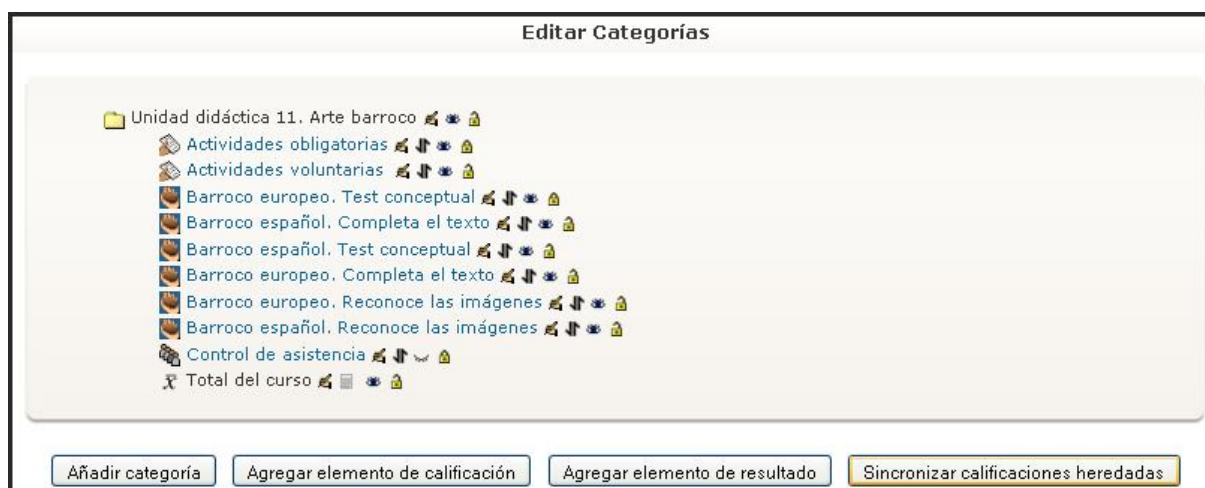 Editar Categorías
Unidad didáctica 11. Arte barroco
Actividades obligatorias
Actividades voluntarias
Barroco europeo. Test conceptual
Barroco español. Completa el texto
Barroco español. Test conceptual
Barroco europeo. Completa el texto
Barroco europeo. Reconoce las imágenes
Barroco español. Reconoce las imágenes
Control de asistencia
Total del curso
Añadir categoría Agregar elemento de calificación Agregar elemento de resultado Sincronizar calificaciones heredadas